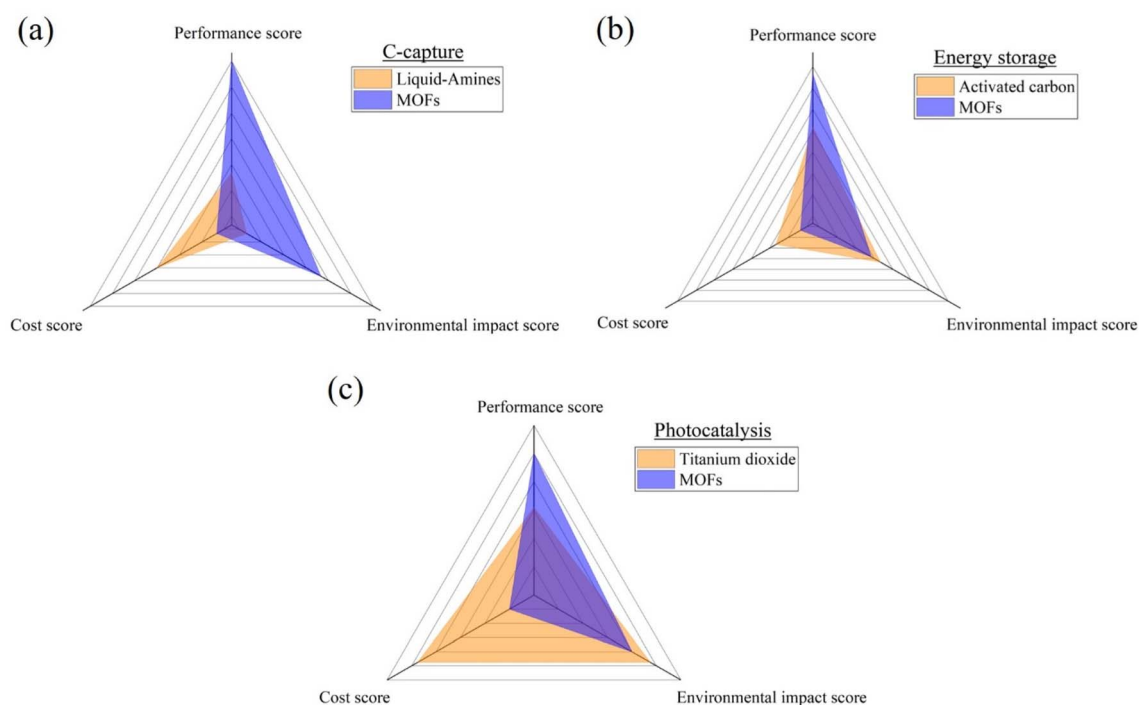 (a)
Performance score
C-capture
Liquid-Amines
MOFs
Cost score
Environmental impact score
(b)
Performance score
Energy storage
Activated carbon
MOFs
Cost score
Environmental impact score
(c)
Performance score
Photocatalysis
Titanium dioxide
MOFs
Cost score
Environmental impact score